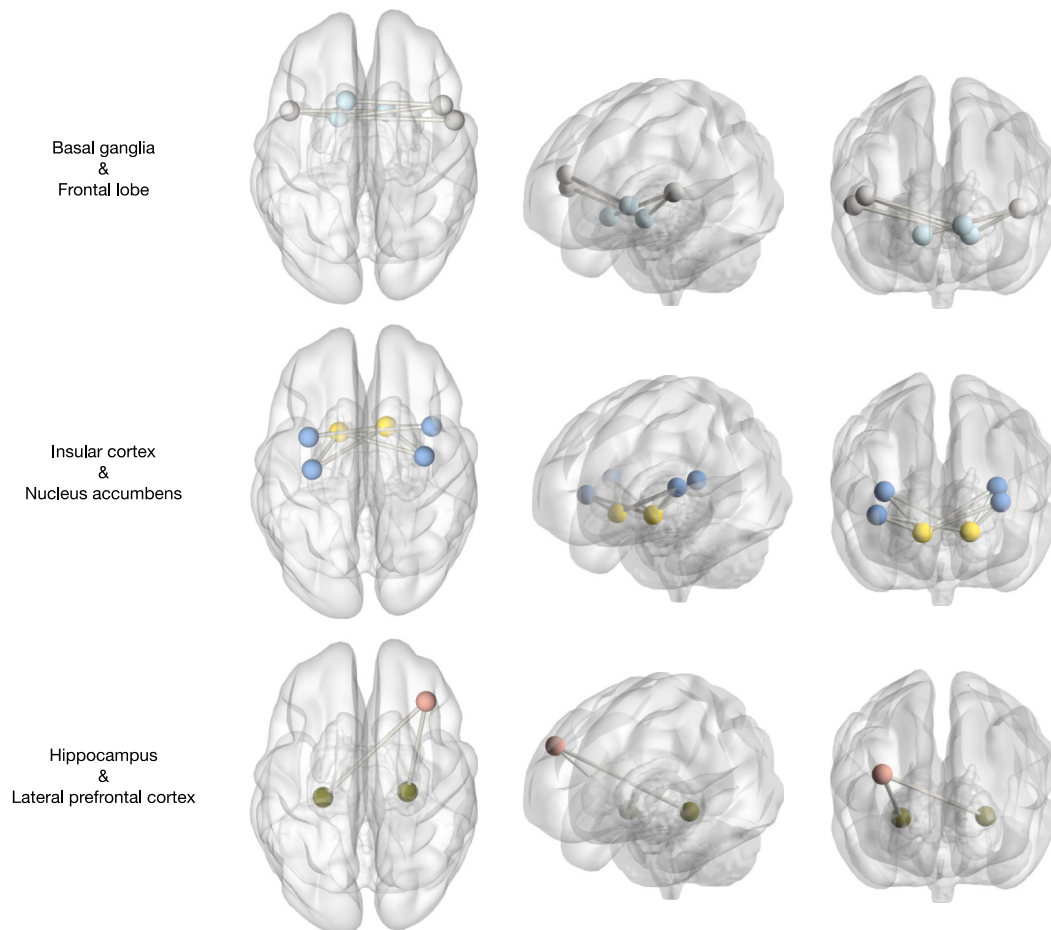 Basal ganglia
&
Frontal lobe
Insular cortex
&
Nucleus accumbens
Hippocampus
&
Lateral prefrontal cortex